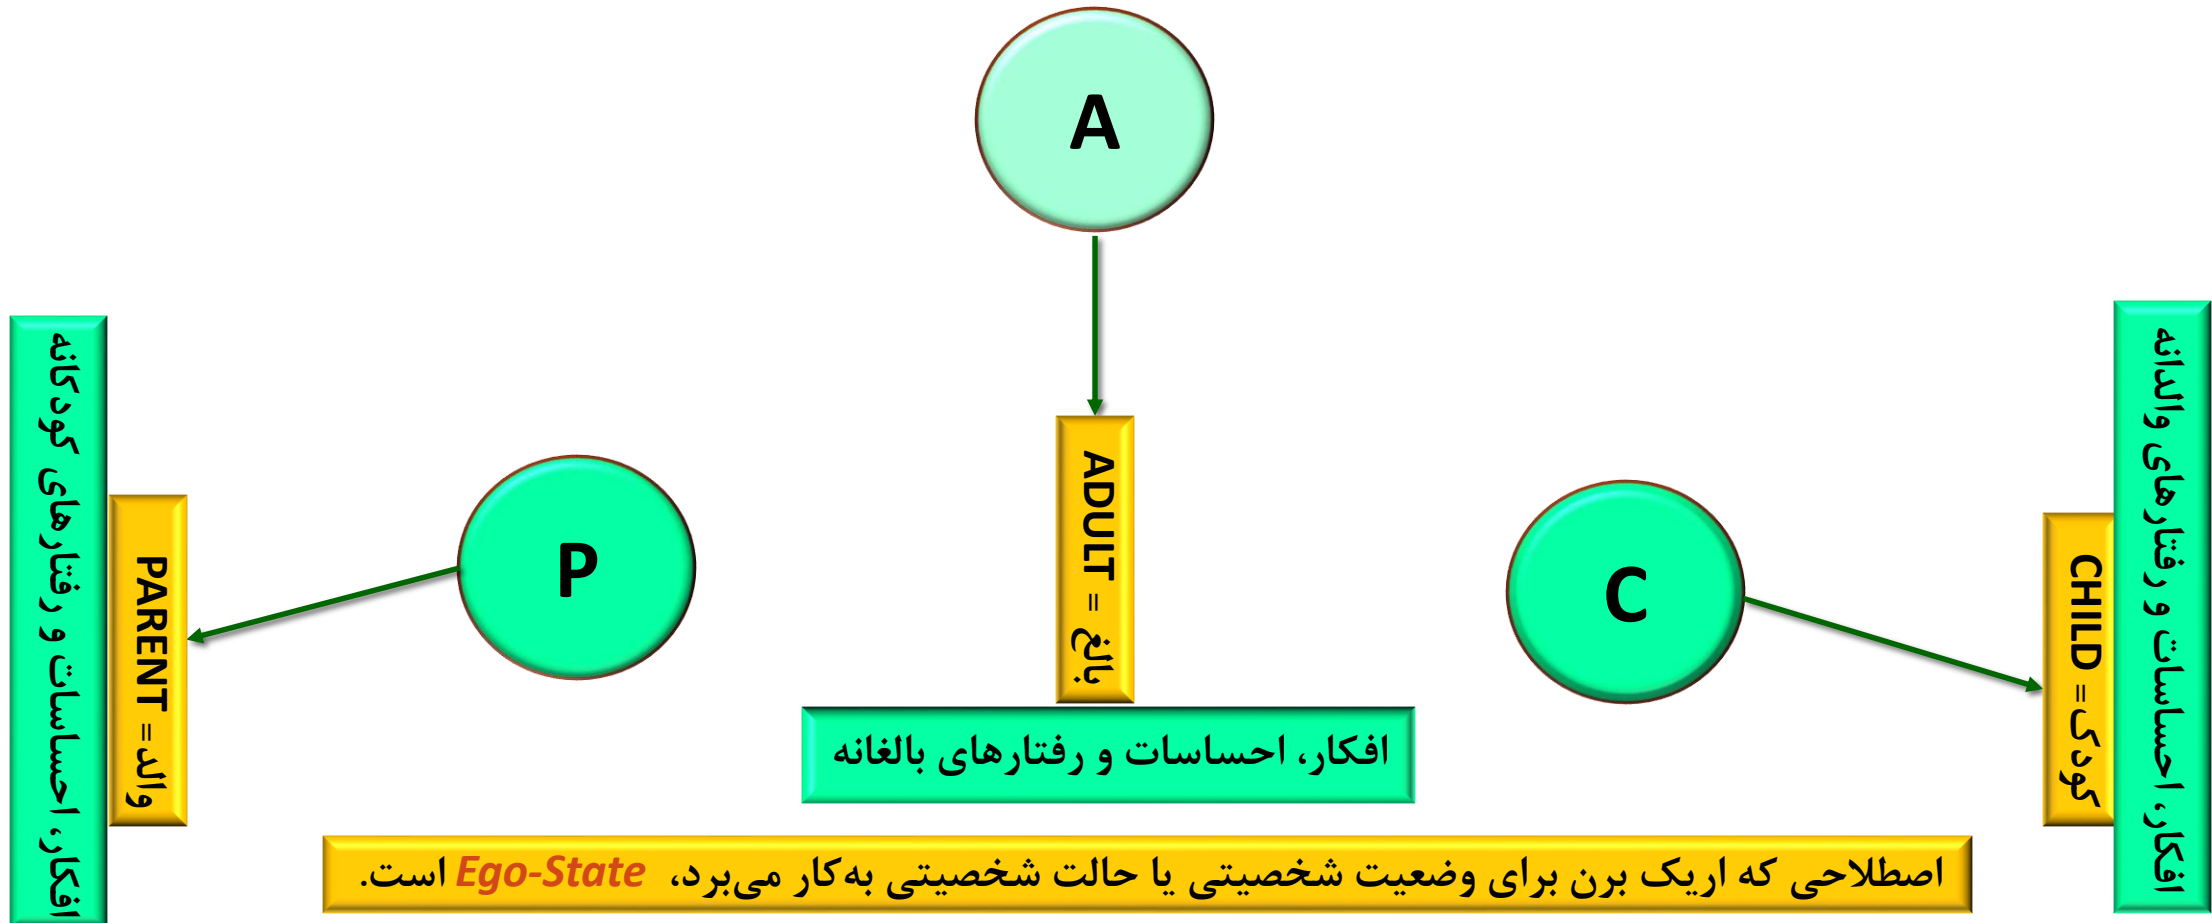 A
P
C
ADULT = بالغ
PARENT =والد
CHILD =کودک
افکار، احساسات و رفتارهای کودکانه
افکار، احساسات و رفتارهای والدانه
افکار، احساسات و رفتارهای بالغانه
اصطلاحی که اریک برن برای وضعیت شخصیتی یا حالت شخصیتی به‌کار می‌برد، Ego-State است.